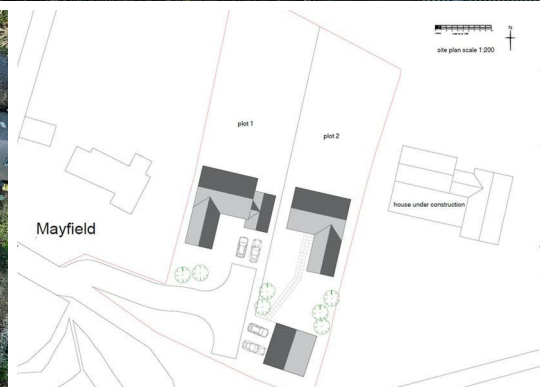 N
site plan scale 1:200
plot 1
plot 2
house under construction
Mayfield